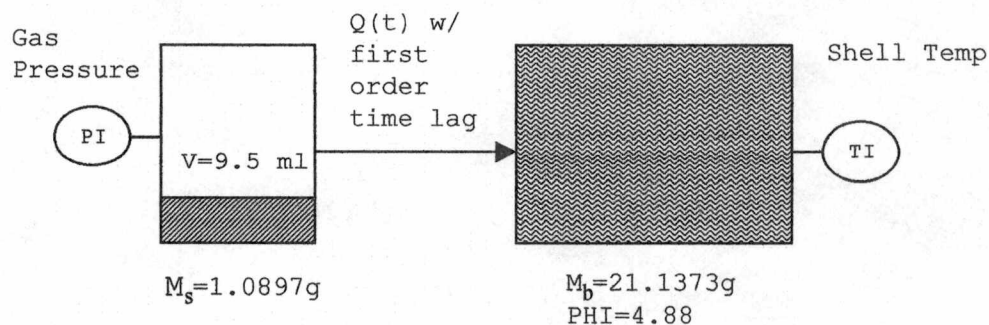 Gas
Pressure
PI
V=9.5 ml
Q(t) w/
first
order
time lag
Shell Temp
TI
Ms=1.0897g
Mb=21.1373g
PHI=4.88